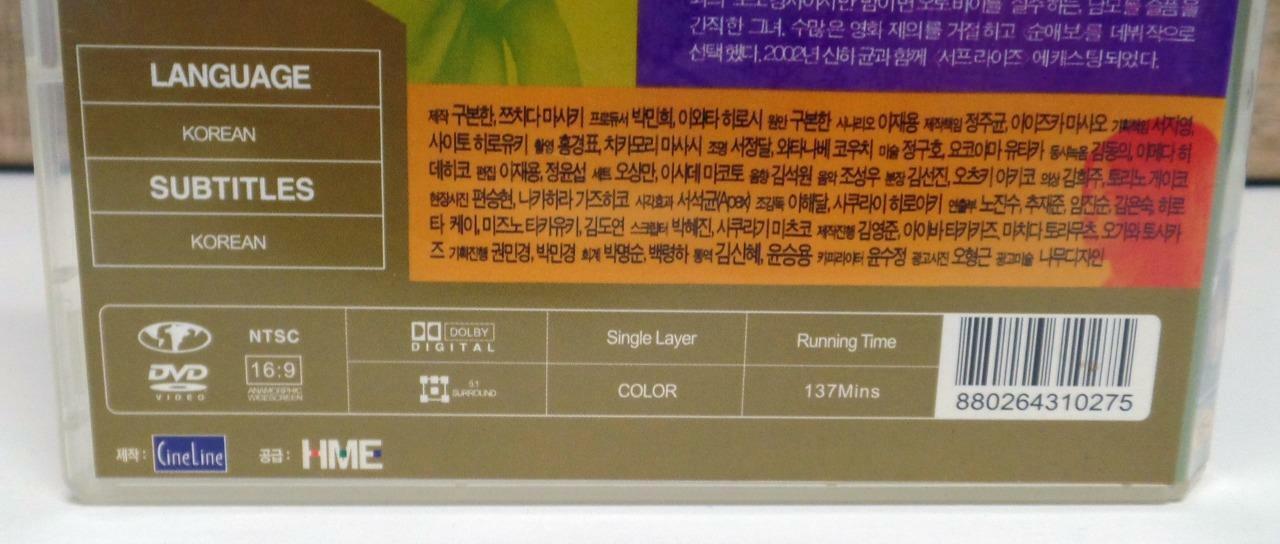 간직한 그녀. 수많은 영화 제의를 거절하고 순애보를 데뷔작으로
선택했다. 2002년 신하균과 함께 <서프라이즈>에 캐스팅 되었다.
LANGUAGE
KOREAN
SUBTITLES
KOREAN
제작 구본한, 쯔치다 마사키 프로듀서 박민희, 이와타 히로시 원안 구본한 시나리오 이재용 제작책임 정주균, 이이즈카 마사오 기획책임 서지영,
사이토 히로유키 촬영 홍경표, 치카모리 마사시 조명 서정달, 와타나베 코우치 미술 정구호, 오코야마 유타카 동시녹음 김동의, 이메다 히
데히코 편집 이재용, 정윤섭 세트 오상만, 이시데 마코토 음향 김석원 음악 조성우 분장 김선진, 오츠키 아키코 의상 김희주, 토리노 게이코
현장사진 편승현, 나카히라 가즈히코 시각효과 서석균(Apex) 조감독 이해달, 사쿠라이 히로아키 연출부 노진수, 추재준, 임진순, 김은숙, 히로
타 케이, 미즈노 타카유키, 김도연 스크립터 박혜진, 사쿠라기 미츠코 제작진행 김영준, 아이바 타카카즈, 마치다 토라무츠, 오기와 토시카
즈 기획진행 권민경, 박민경 회계 박명순, 백령하 통역 김신혜, 윤승용 카피라이터 윤수정 광고사진 오형근 광고미술 나무디자인
NTSC
DOLBY
DIGITAL
Single Layer
Running Time
DVD
VIDEO
16:9
ANAMORPHIC
WIDESCREEN
5.1
SURROUND
COLOR
137Mins
880264310275
제작 : CineLine 공급 : HME